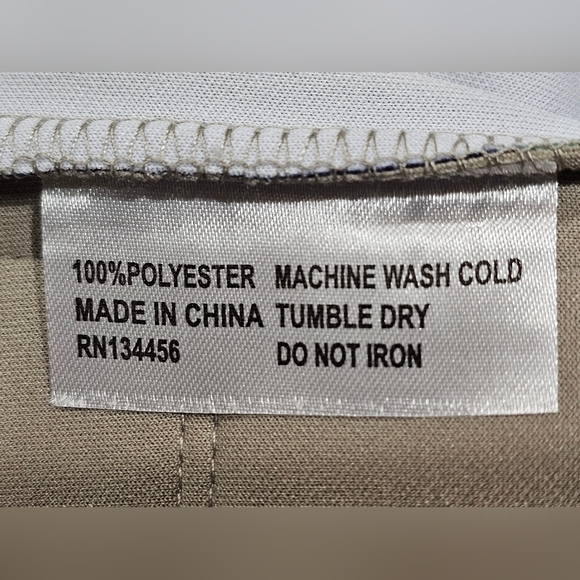 100%POLYESTER MACHINE WASH COLD
MADE IN CHINA TUMBLE DRY
RN134456 DO NOT IRON